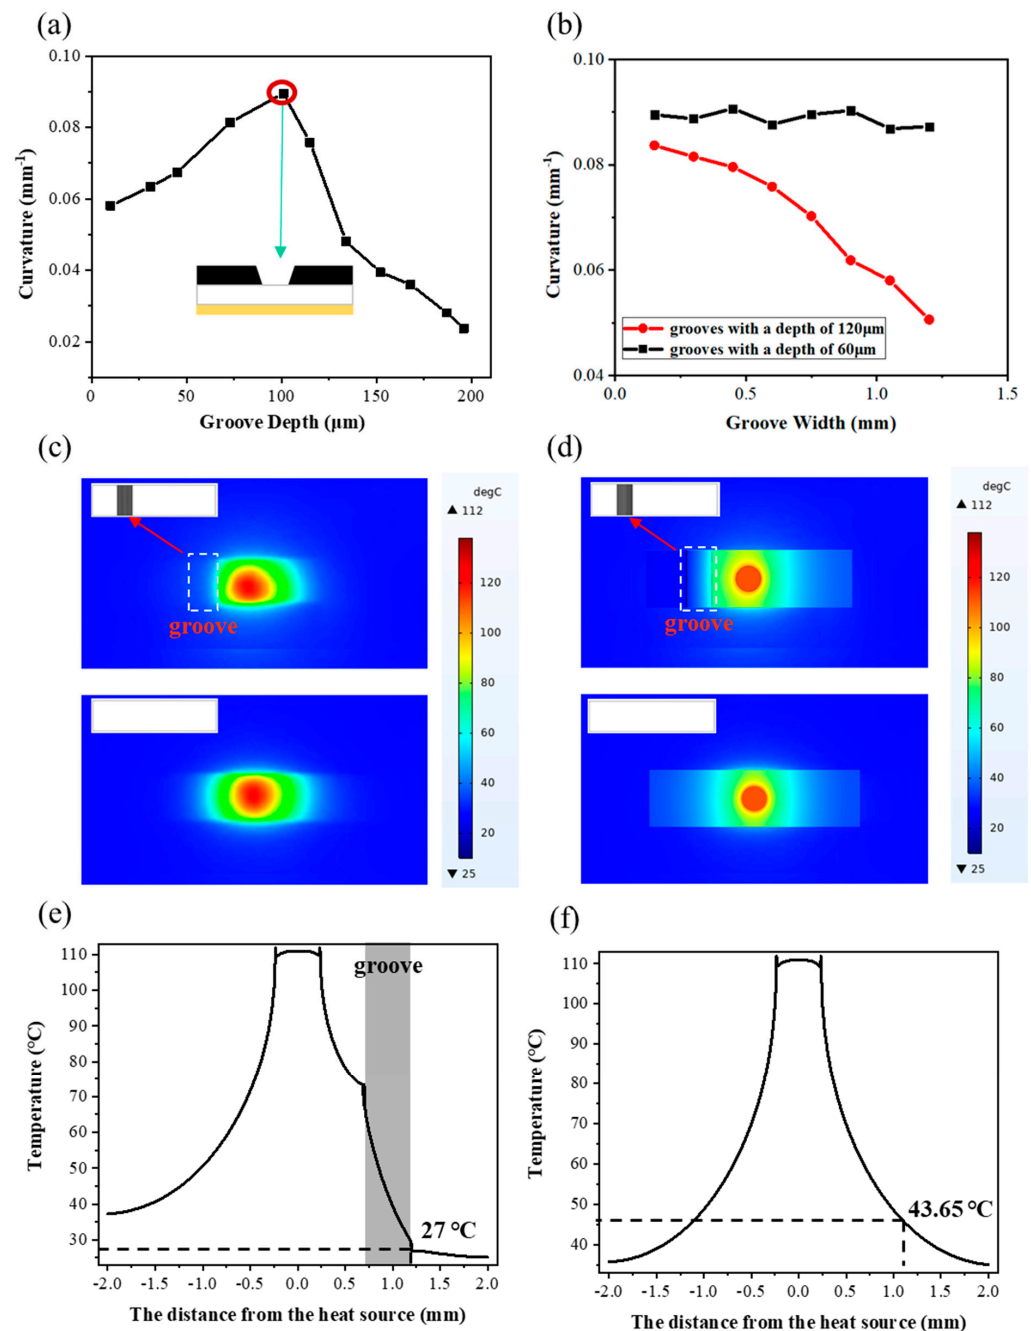 (a)
0.10
0.08
0.06
0.04
0.02
Curvature (mm-1)
0 50 100 150 200
Groove Depth (μm)
(b)
0.10
0.08
0.06
0.04
Curvature (mm-1)
grooves with a depth of 120μm
grooves with a depth of 60μm
0.0 0.5 1.0 1.5
Groove Width (mm)
(c)
groove
degC
▲ 112
120
100
80
60
40
20
▼ 25
(d)
groove
degC
▲ 112
120
100
80
60
40
20
▼ 25
(e)
110
100
90
80
70
60
50
40
30
Temperature (°C)
groove
27 °C
-2.0 -1.5 -1.0 -0.5 0.0 0.5 1.0 1.5 2.0
The distance from the heat source (mm)
(f)
110
100
90
80
70
60
50
40
Temperature (°C)
43.65 °C
-2.0 -1.5 -1.0 -0.5 0.0 0.5 1.0 1.5 2.0
The distance from the heat source (mm)